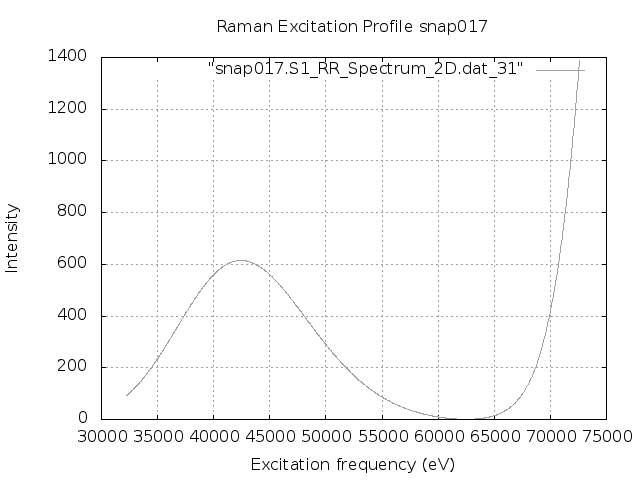 Raman Excitation Profile snap017
"snap017.S1_RR_Spectrum_2D.dat_31"
1400
1200
1000
800
600
400
200
0
Intensity
30000 35000 40000 45000 50000 55000 60000 65000 70000 75000
Excitation frequency (eV)